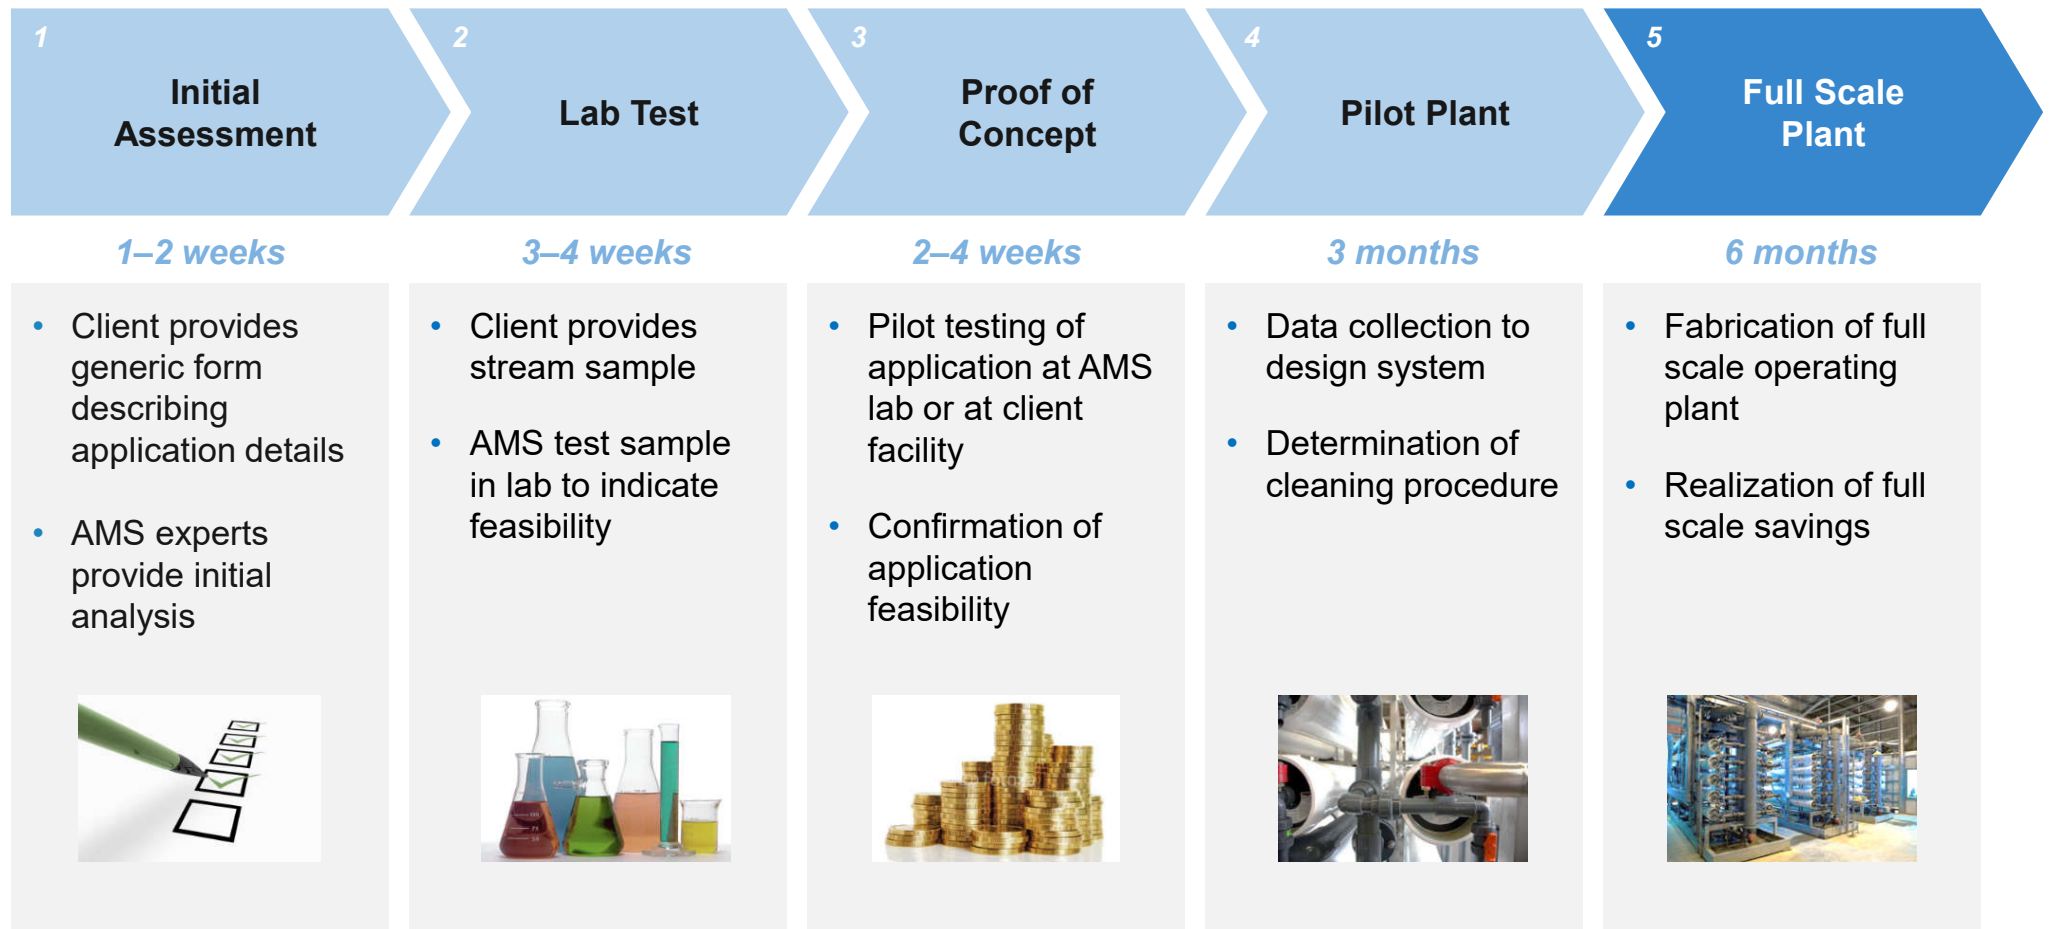 1
Initial
Assessment
2
Lab Test
3
Proof of
Concept
4
Pilot Plant
5
Full Scale
Plant
1–2 weeks
3–4 weeks
2–4 weeks
3 months
6 months
• Client provides
generic form
describing
application details
• AMS experts
provide initial
analysis
• Client provides
stream sample
• AMS test sample
in lab to indicate
feasibility
• Pilot testing of
application at AMS
lab or at client
facility
• Confirmation of
application
feasibility
• Data collection to
design system
• Determination of
cleaning procedure
• Fabrication of full
scale operating
plant
• Realization of full
scale savings